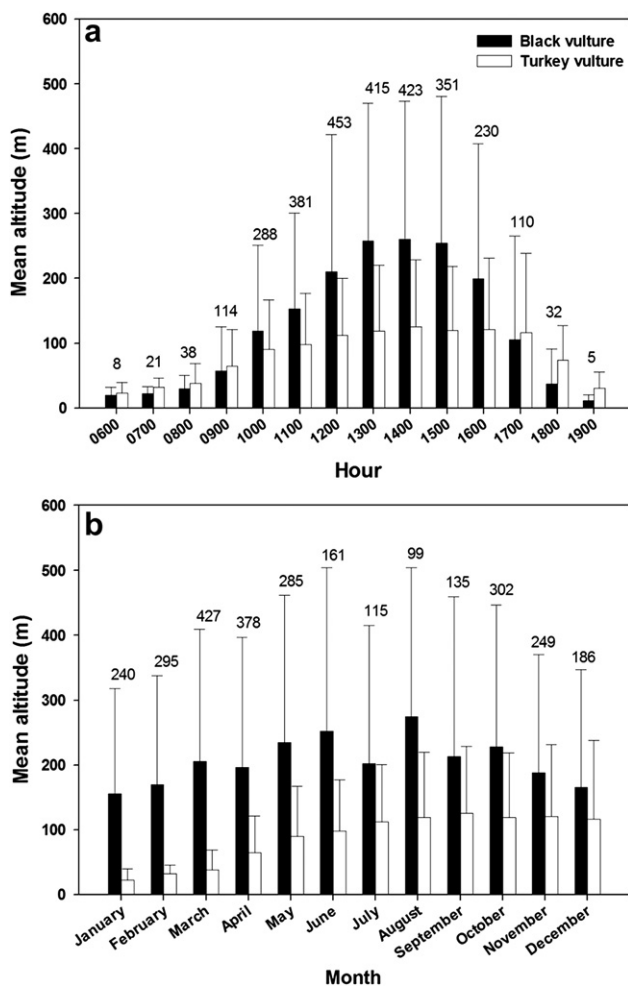 a
Black vulture
Turkey vulture
600
500
400
300
200
100
0
Mean altitude (m)
8
21
38
114
288
381
453
415
423
351
230
110
32
5
0600
0700
0800
0900
1000
1100
1200
1300
1400
1500
1600
1700
1800
1900
Hour
b
600
500
400
300
200
100
0
Mean altitude (m)
240
295
427
378
285
161
115
99
135
302
249
186
January
February
March
April
May
June
July
August
September
October
November
December
Month